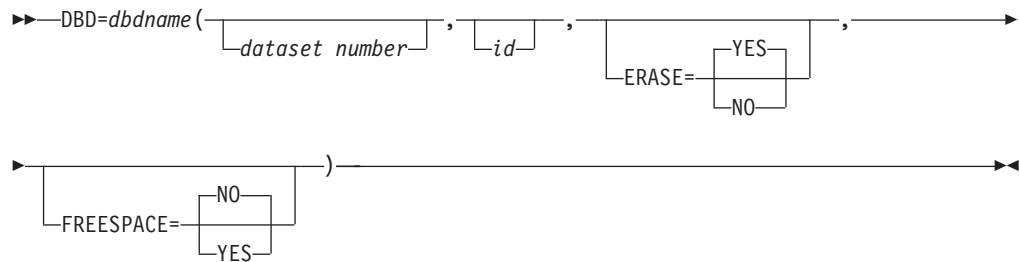 DBD=dbdname( dataset number , id , ERASE= YES NO ,
FREESPACE= NO YES )